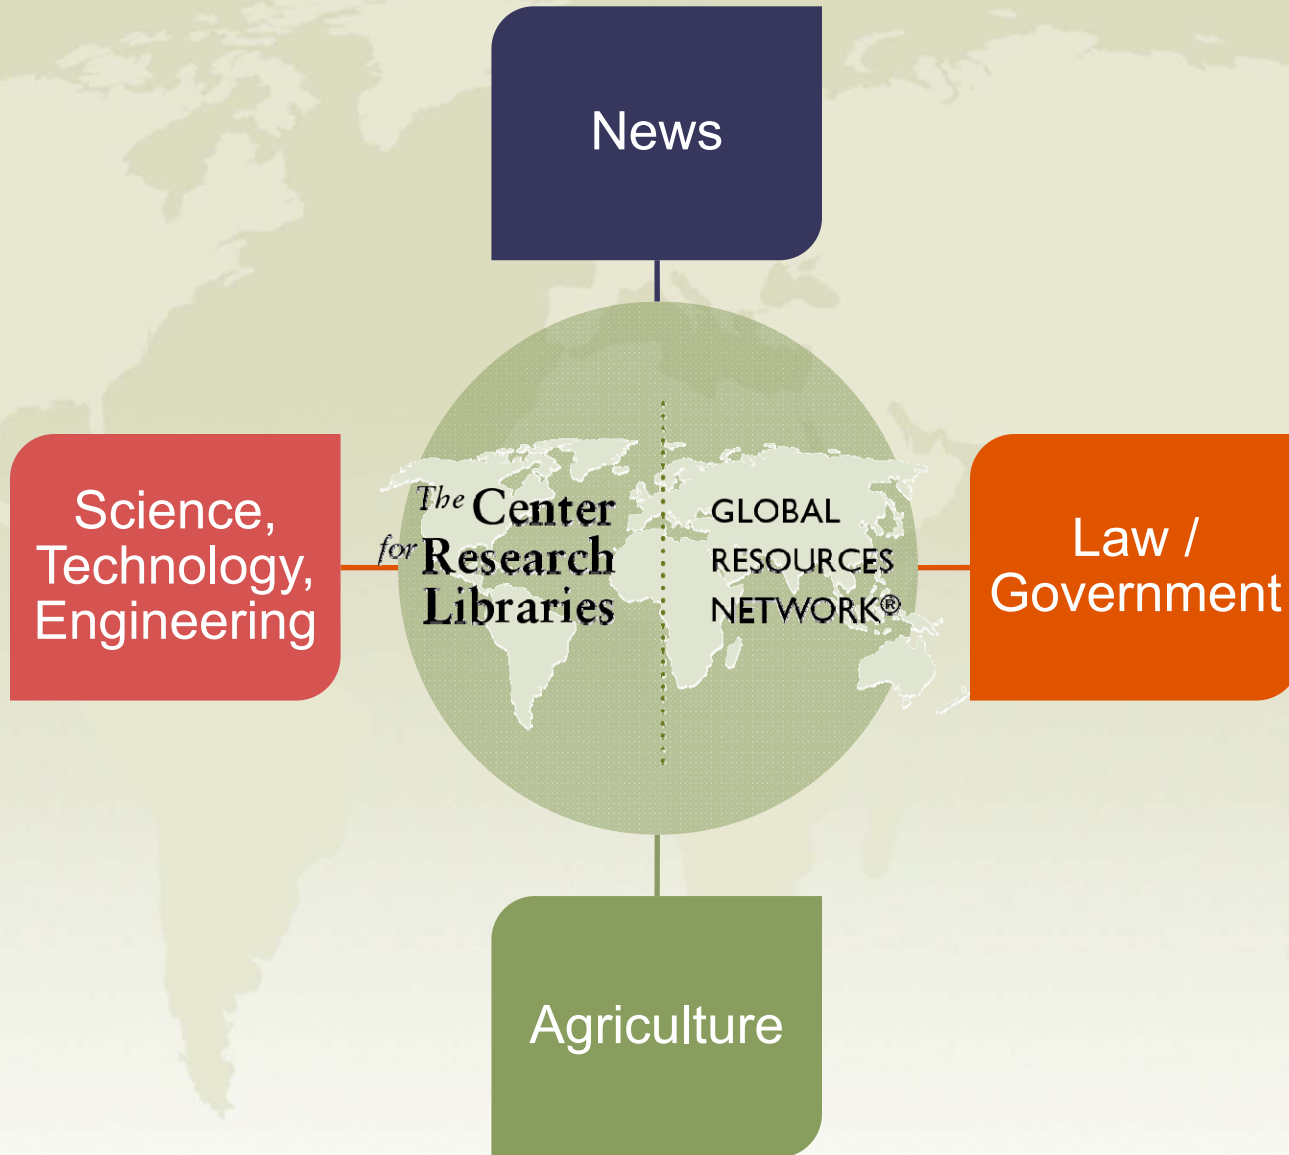 News
Science,
Technology,
Engineering
The Center
for Research
Libraries
GLOBAL
RESOURCES
NETWORK®
Law /
Government
Agriculture